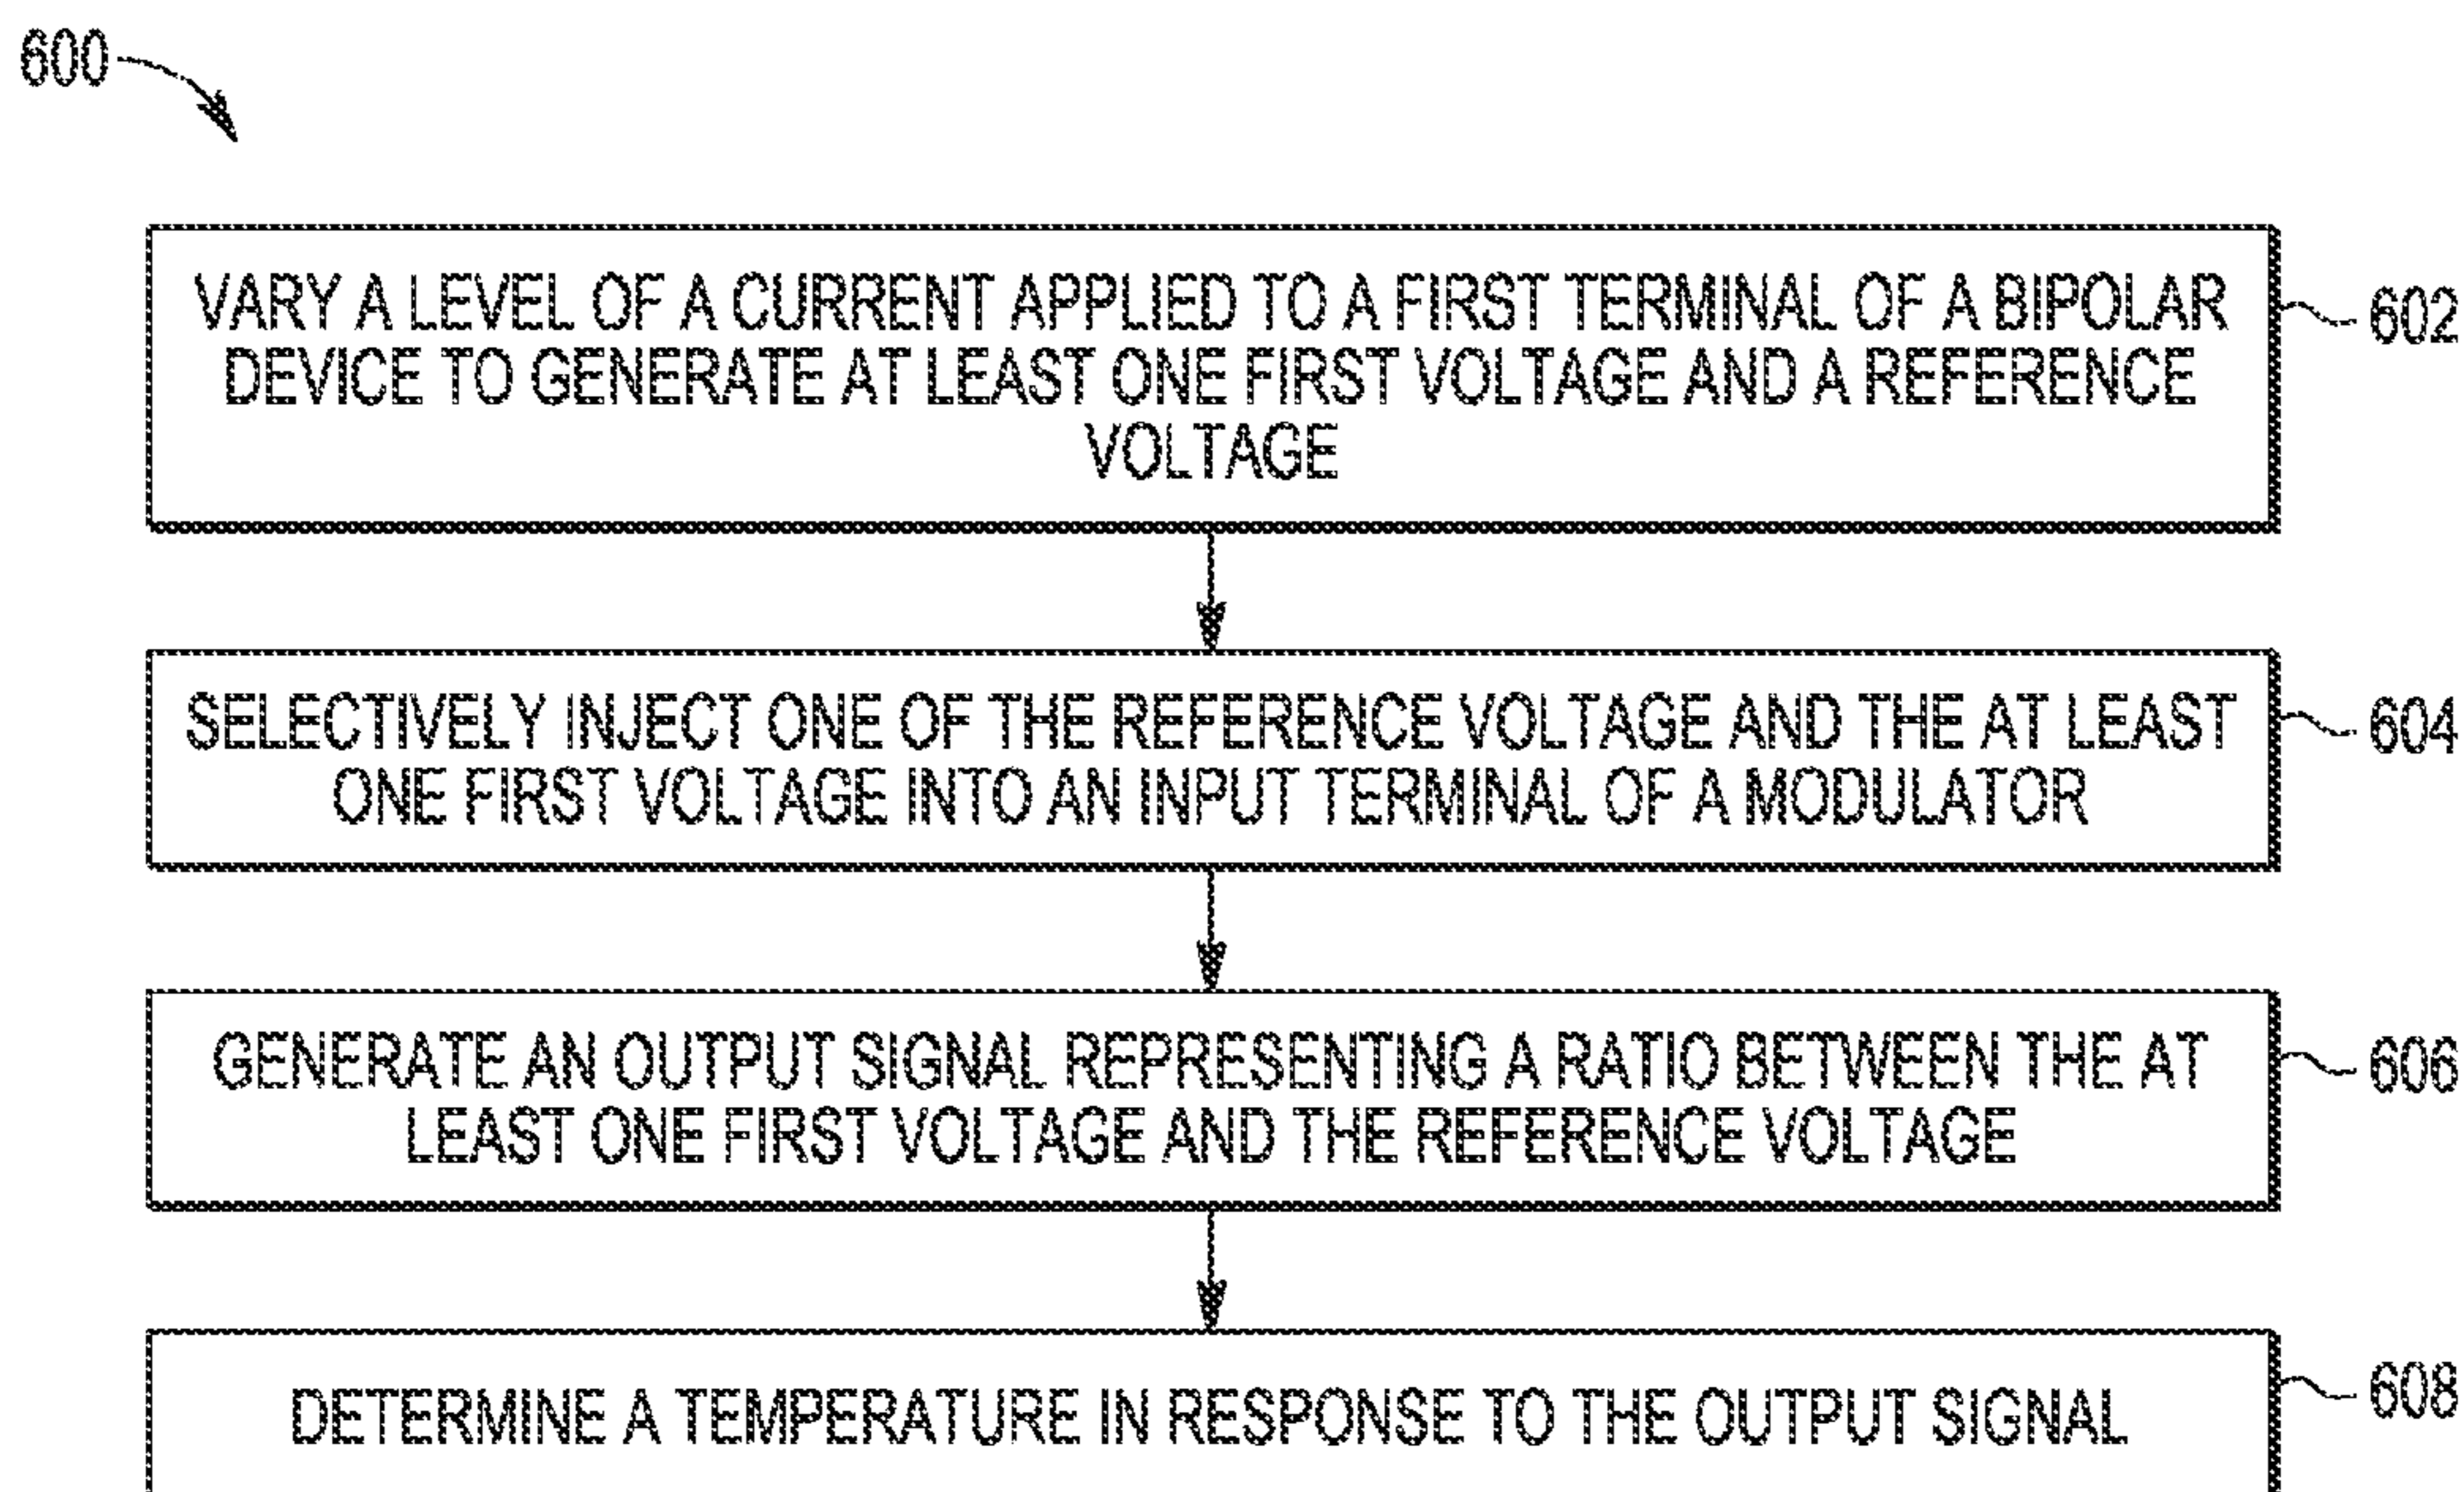 600
VARY A LEVEL OF A CURRENT APPLIED TO A FIRST TERMINAL OF A BIPOLAR
DEVICE TO GENERATE AT LEAST ONE FIRST VOLTAGE AND A REFERENCE
VOLTAGE
602
SELECTIVELY INJECT ONE OF THE REFERENCE VOLTAGE AND THE AT LEAST
ONE FIRST VOLTAGE INTO AN INPUT TERMINAL OF A MODULATOR
604
GENERATE AN OUTPUT SIGNAL REPRESENTING A RATIO BETWEEN THE AT
LEAST ONE FIRST VOLTAGE AND THE REFERENCE VOLTAGE
606
DETERMINE A TEMPERATURE IN RESPONSE TO THE OUTPUT SIGNAL
608